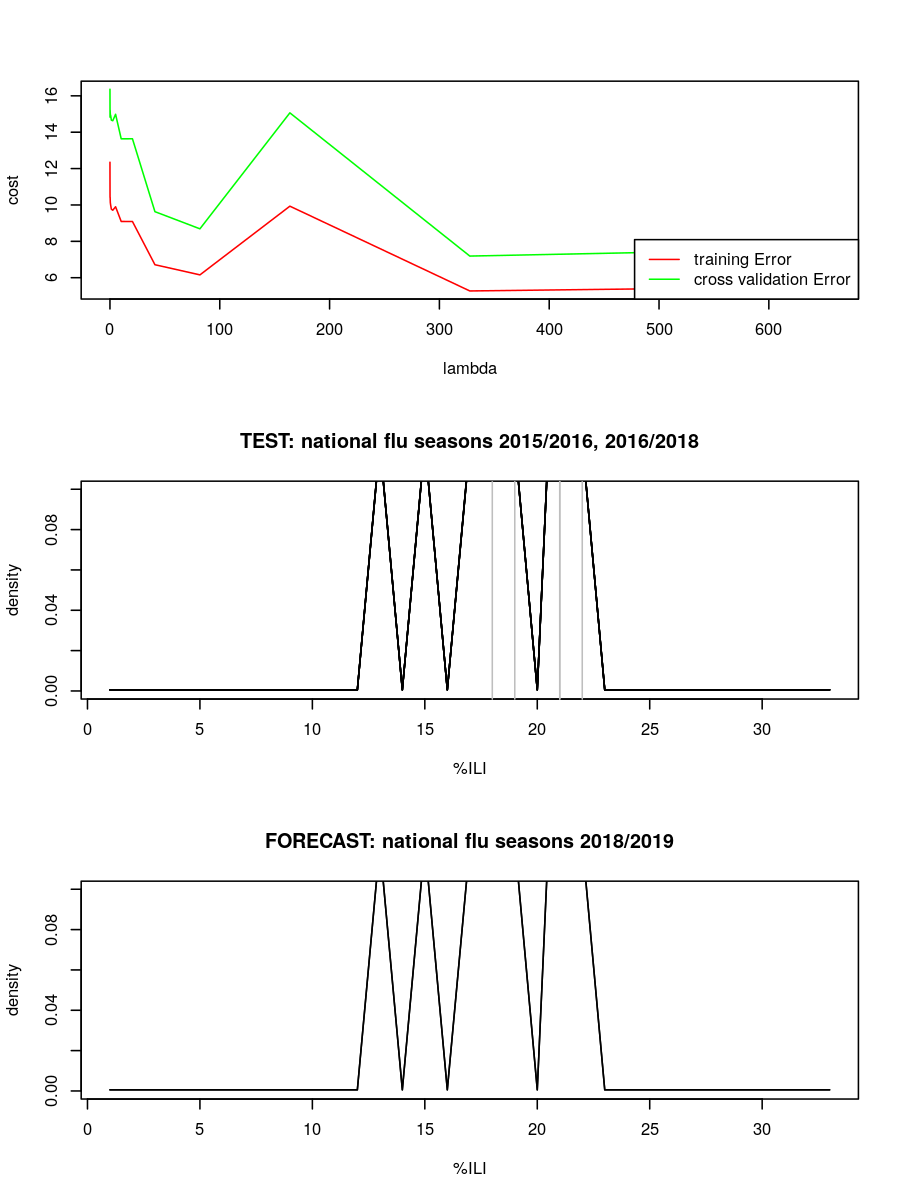 16
14
12
10
8
6
cost
training Error
cross validation Error
0 100 200 300 400 500 600
lambda
TEST: national flu seasons 2015/2016, 2016/2018
0.08
0.04
0.00
density
0 5 10 15 20 25 30
%ILI
FORECAST: national flu seasons 2018/2019
0.08
0.04
0.00
density
0 5 10 15 20 25 30
%ILI